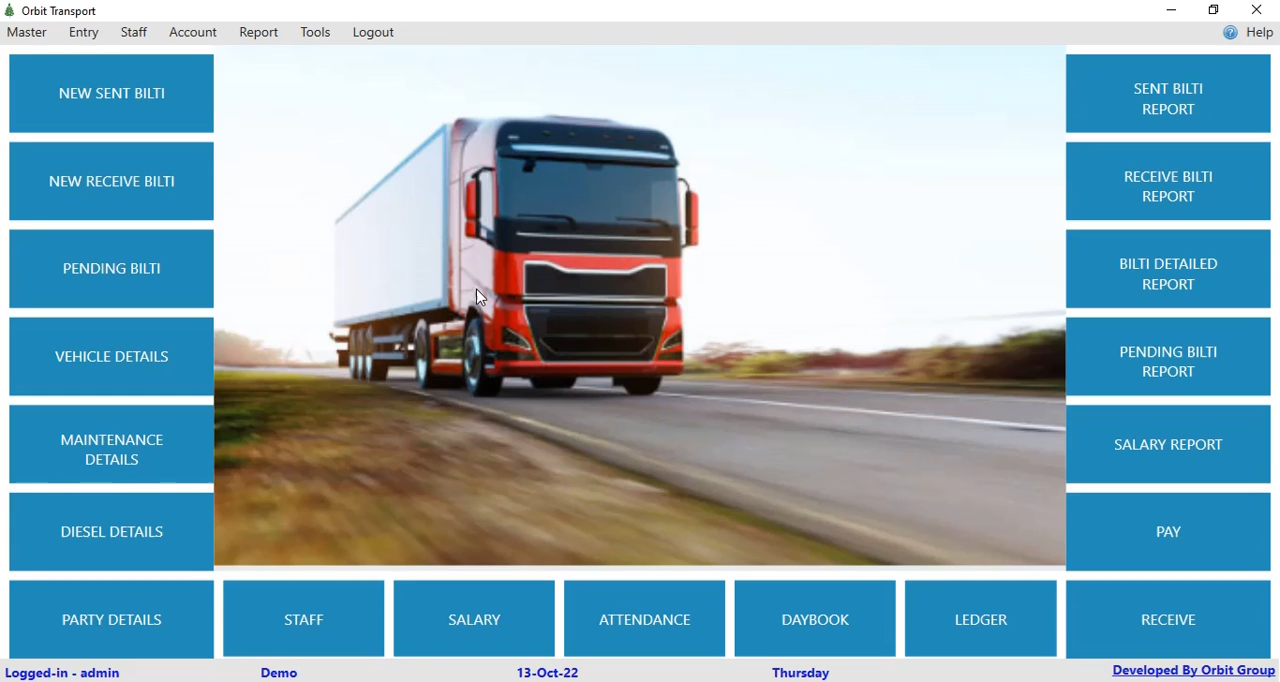 Orbit Transport
Master Entry Staff Account Report Tools Logout Help
NEW SENT BILTI
NEW RECEIVE BILTI
PENDING BILTI
VEHICLE DETAILS
MAINTENANCE
DETAILS
DIESEL DETAILS
PARTY DETAILS
STAFF
SALARY
ATTENDANCE
DAYBOOK
LEDGER
SENT BILTI
REPORT
RECEIVE BILTI
REPORT
BILTI DETAILED
REPORT
PENDING BILTI
REPORT
SALARY REPORT
PAY
RECEIVE
Logged-in - admin Demo 13-Oct-22 Thursday Developed By Orbit Group